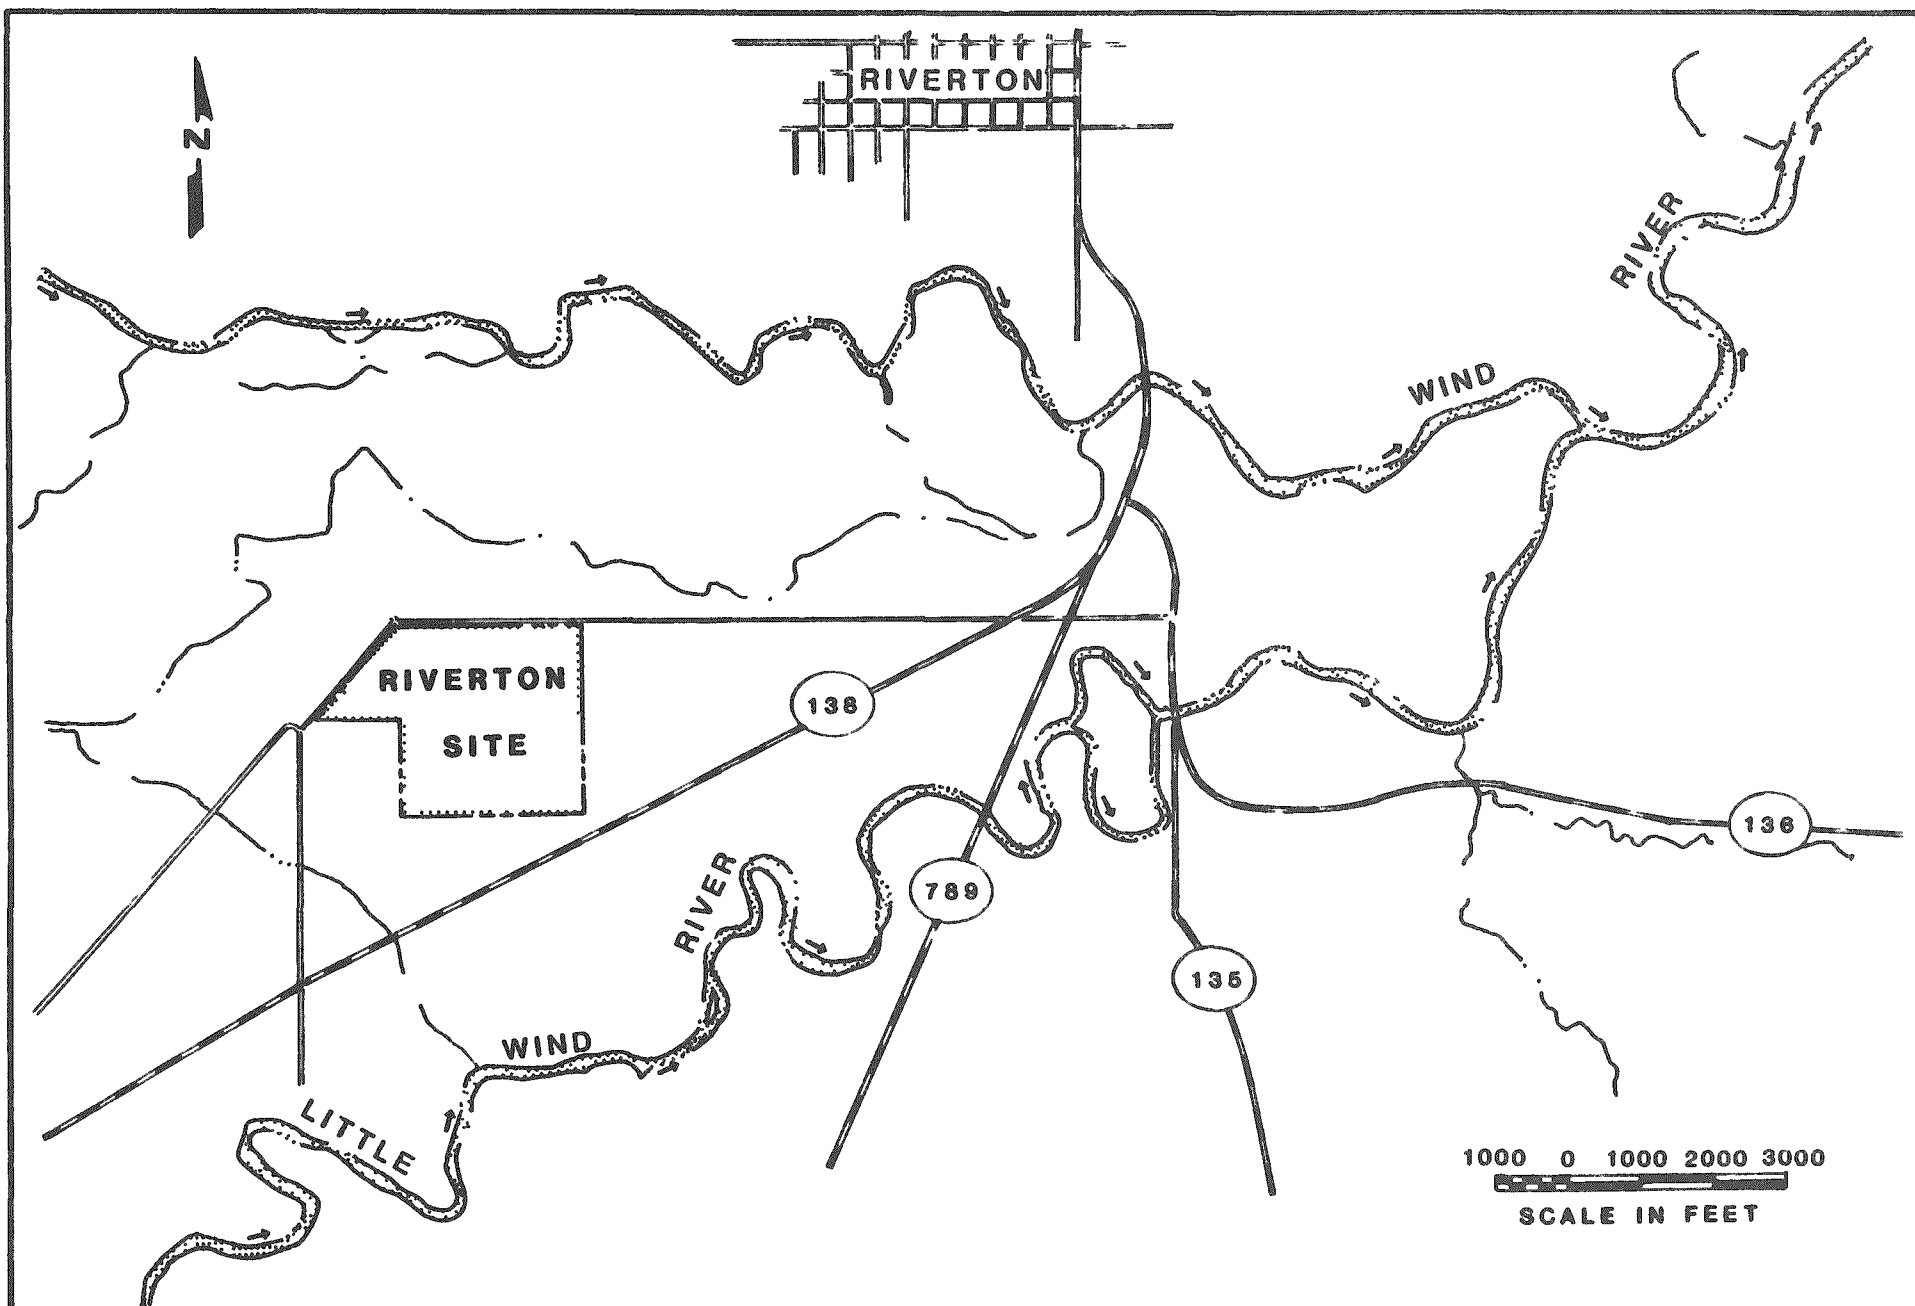 RIVERTON
N
RIVER
WIND
RIVERTON
SITE
138
136
789
RIVER
135
WIND
LITTLE
1000 0 1000 2000 3000
SCALE IN FEET